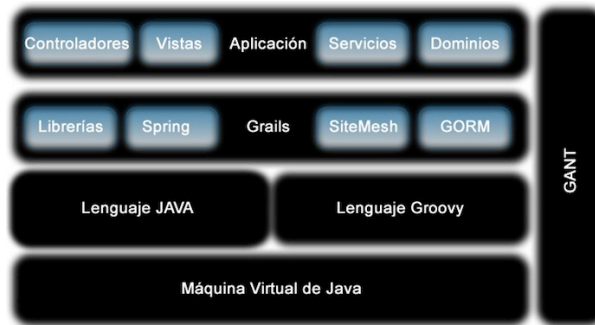 Controladores Vistas Aplicación Servicios Dominios
Librerías Spring Grails SiteMesh GORM
Lenguaje JAVA Lenguaje Groovy
Máquina Virtual de Java
GANT